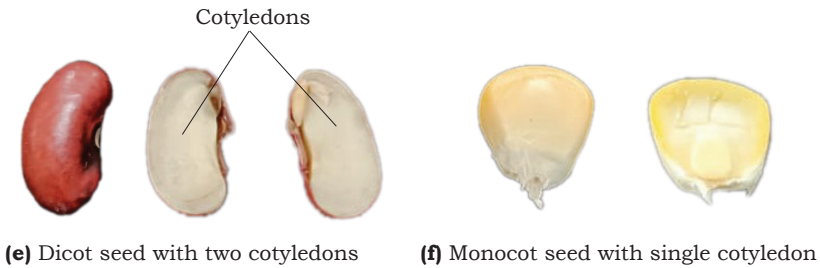 Cotyledons
(e) Dicot seed with two cotyledons
(f) Monocot seed with single cotyledon